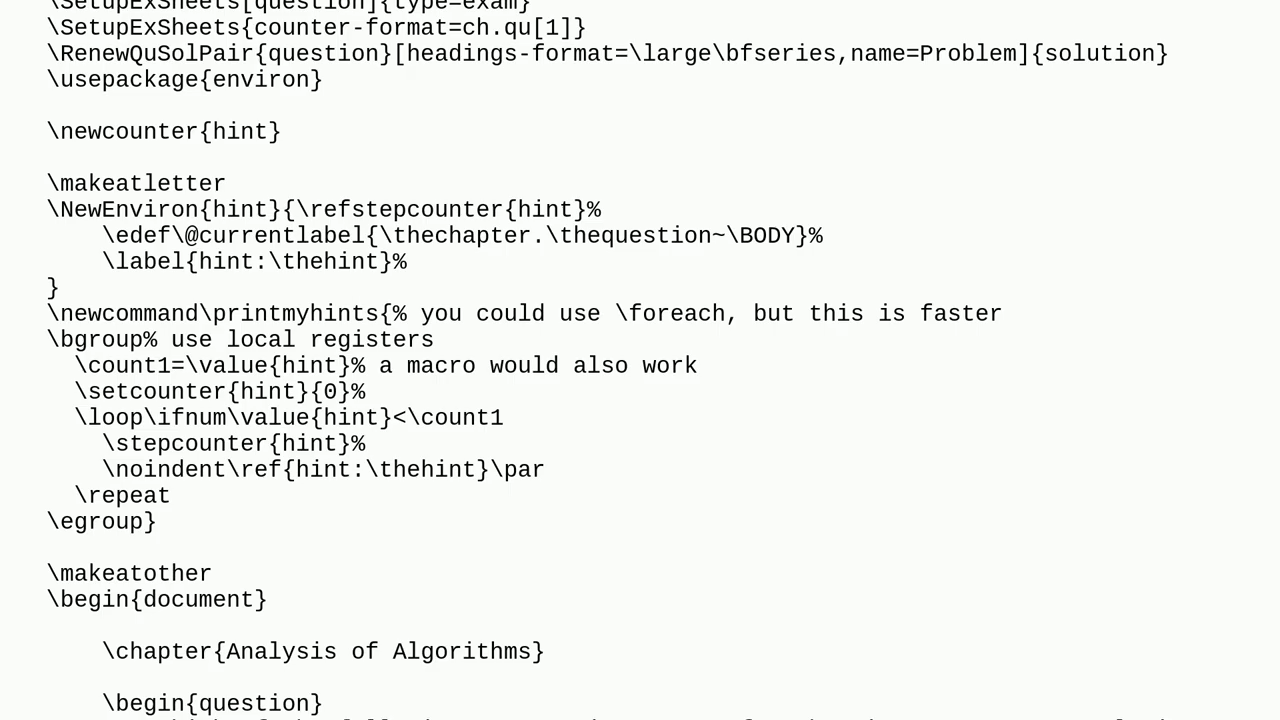 \SetupExSheets[question]{type=exam}
\SetupExSheets{counter-format=ch.qu[1]}
\RenewQuSolPair{question}[headings-format=\large\bfseries,name=Problem]{solution}
\usepackage{environ}

\newcounter{hint}

\makeatletter
\NewEnviron{hint}{\refstepcounter{hint}%
    \edef\@currentlabel{\thechapter.\thequestion~\BODY}%
    \label{hint:\thehint}%
}
\newcommand\printmyhints{% you could use \foreach, but this is faster
\bgroup% use local registers
  \count1=\value{hint}% a macro would also work
  \setcounter{hint}{0}%
  \loop\ifnum\value{hint}<\count1
    \stepcounter{hint}%
    \noindent\ref{hint:\thehint}\par
  \repeat
\egroup}

\makeatother
\begin{document}

    \chapter{Analysis of Algorithms}

    \begin{question}